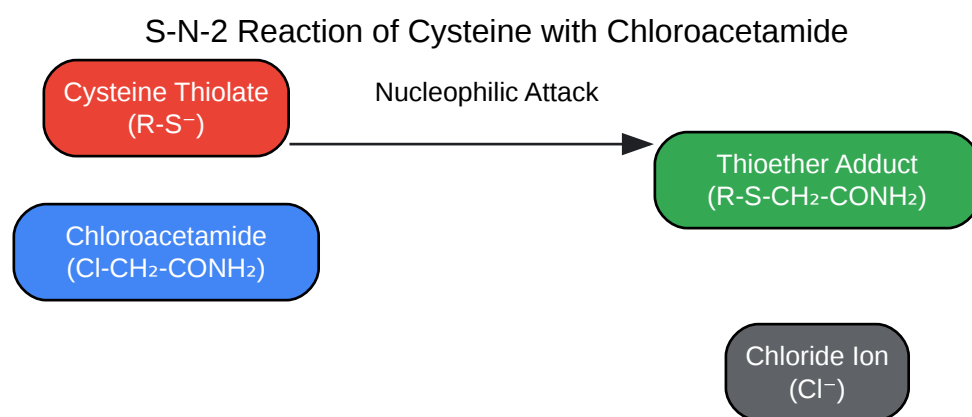 S-N-2 Reaction of Cysteine with Chloroacetamide
Cysteine Thiolate
(R-S⁻)
Nucleophilic Attack
Thioether Adduct
(R-S-CH₂-CONH₂)
Chloroacetamide
(Cl-CH₂-CONH₂)
Chloride Ion
(Cl⁻)